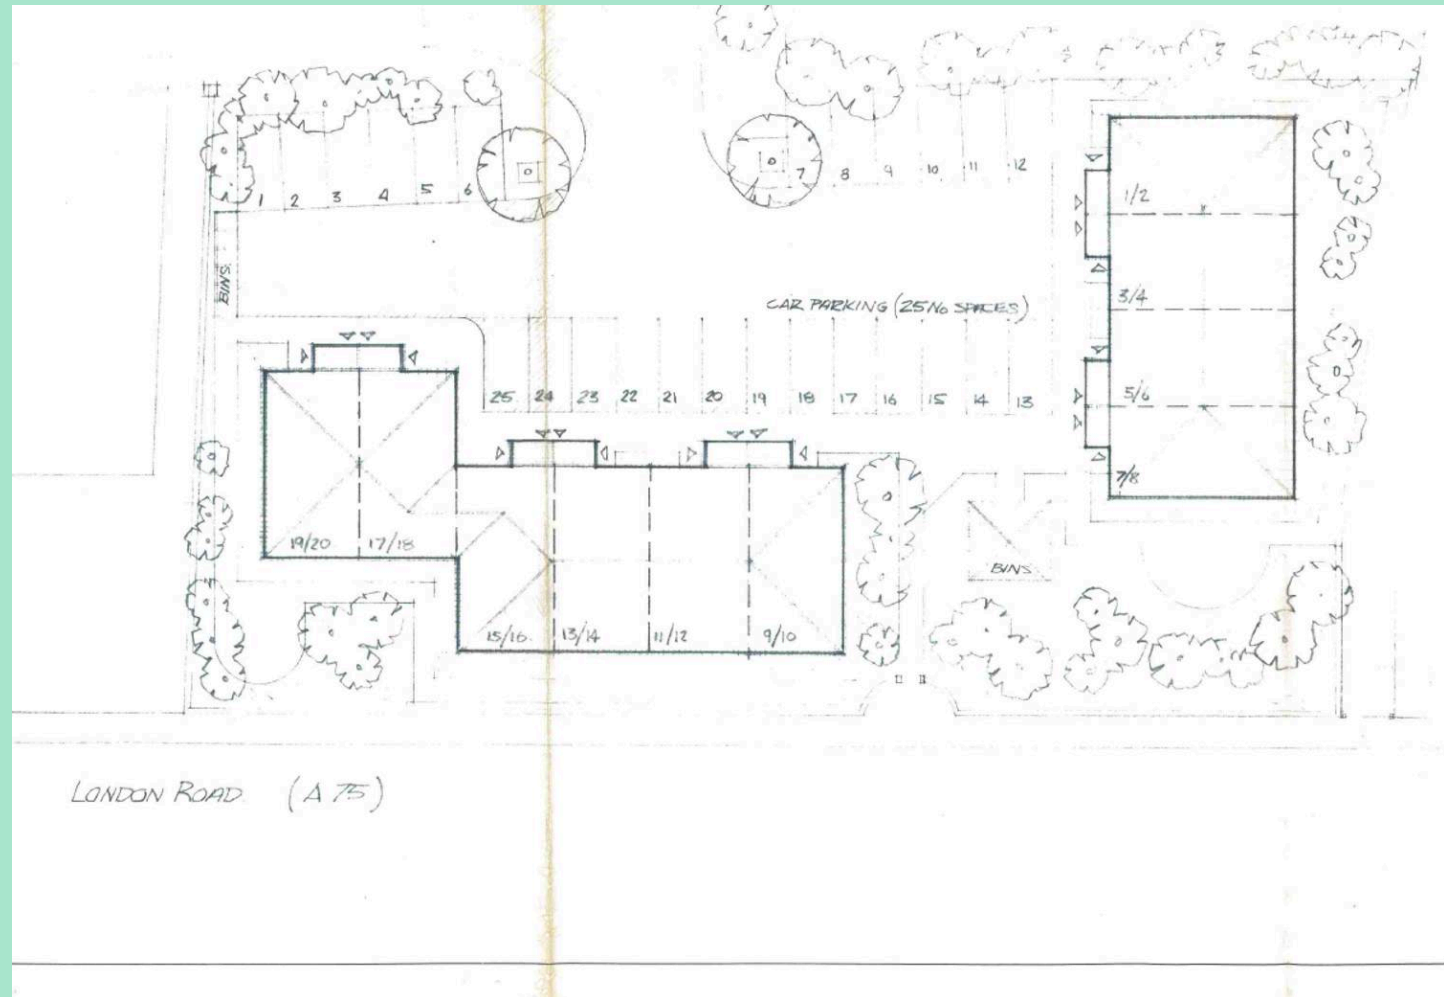 1 2 3 4 5 6
7 8 9 10 11 12
1/2
BINS
3/4
CAR PARKING (25 No SPACES)
25 24 23 22 21 20 19 18 17 16 15 14 13
5/6
7/8
19/20 17/18
BINS
15/16 13/14 11/12 9/10
LONDON ROAD (A 75)